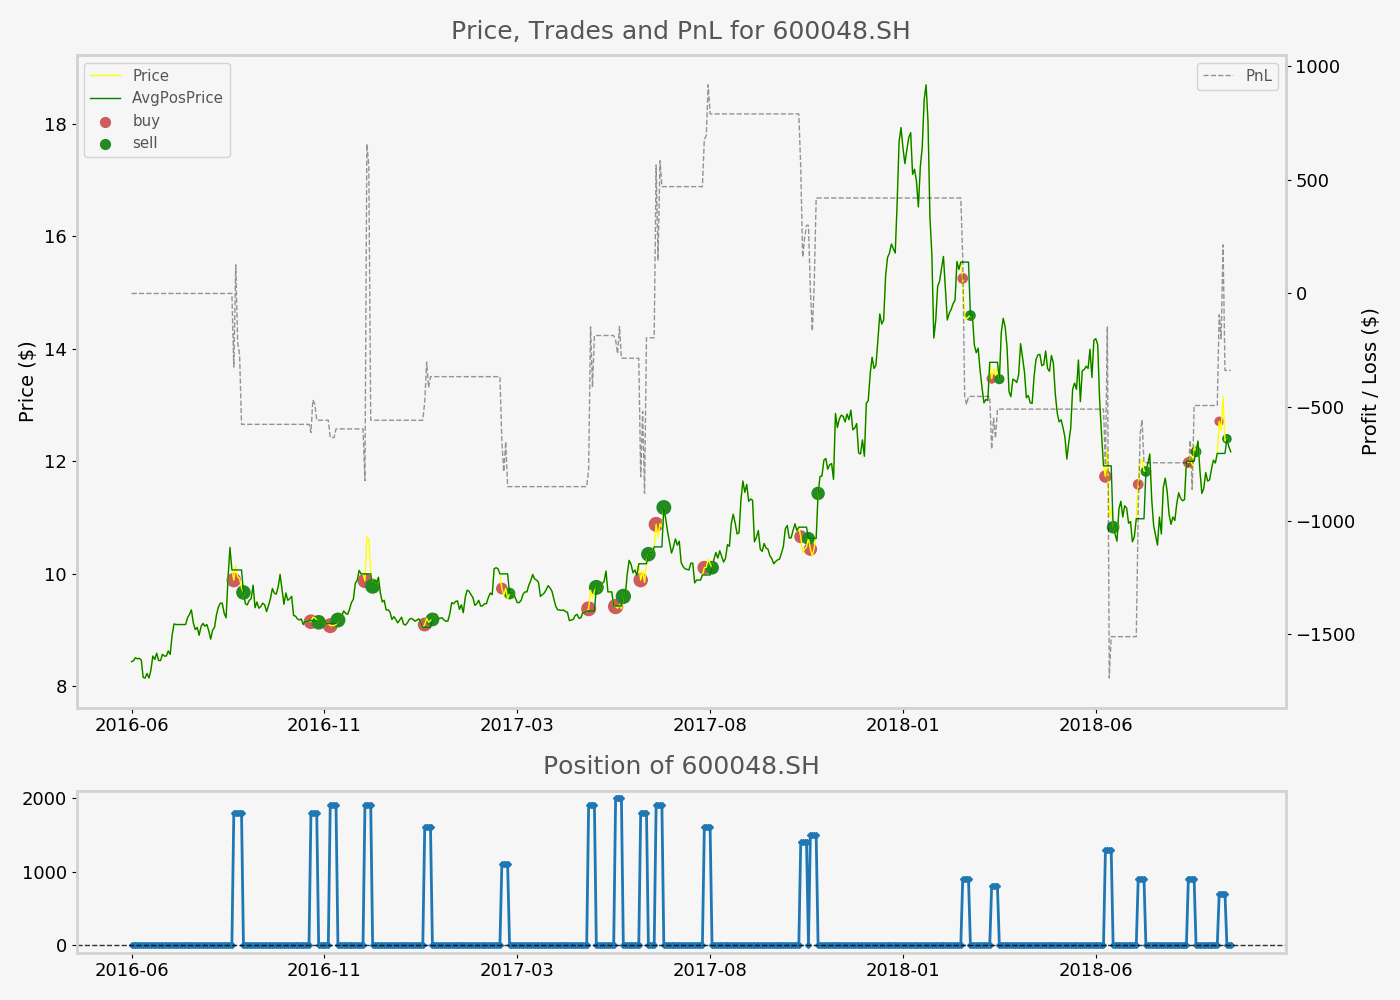 Price, Trades and PnL for 600048.SH
Price
AvgPosPrice
buy
sell
PnL
Price ($)
18
16
14
12
10
8
1000
500
0
−500
−1000
−1500
Profit / Loss ($)
2016-06 2016-11 2017-03 2017-08 2018-01 2018-06
Position of 600048.SH
2000
1000
0
2016-06 2016-11 2017-03 2017-08 2018-01 2018-06